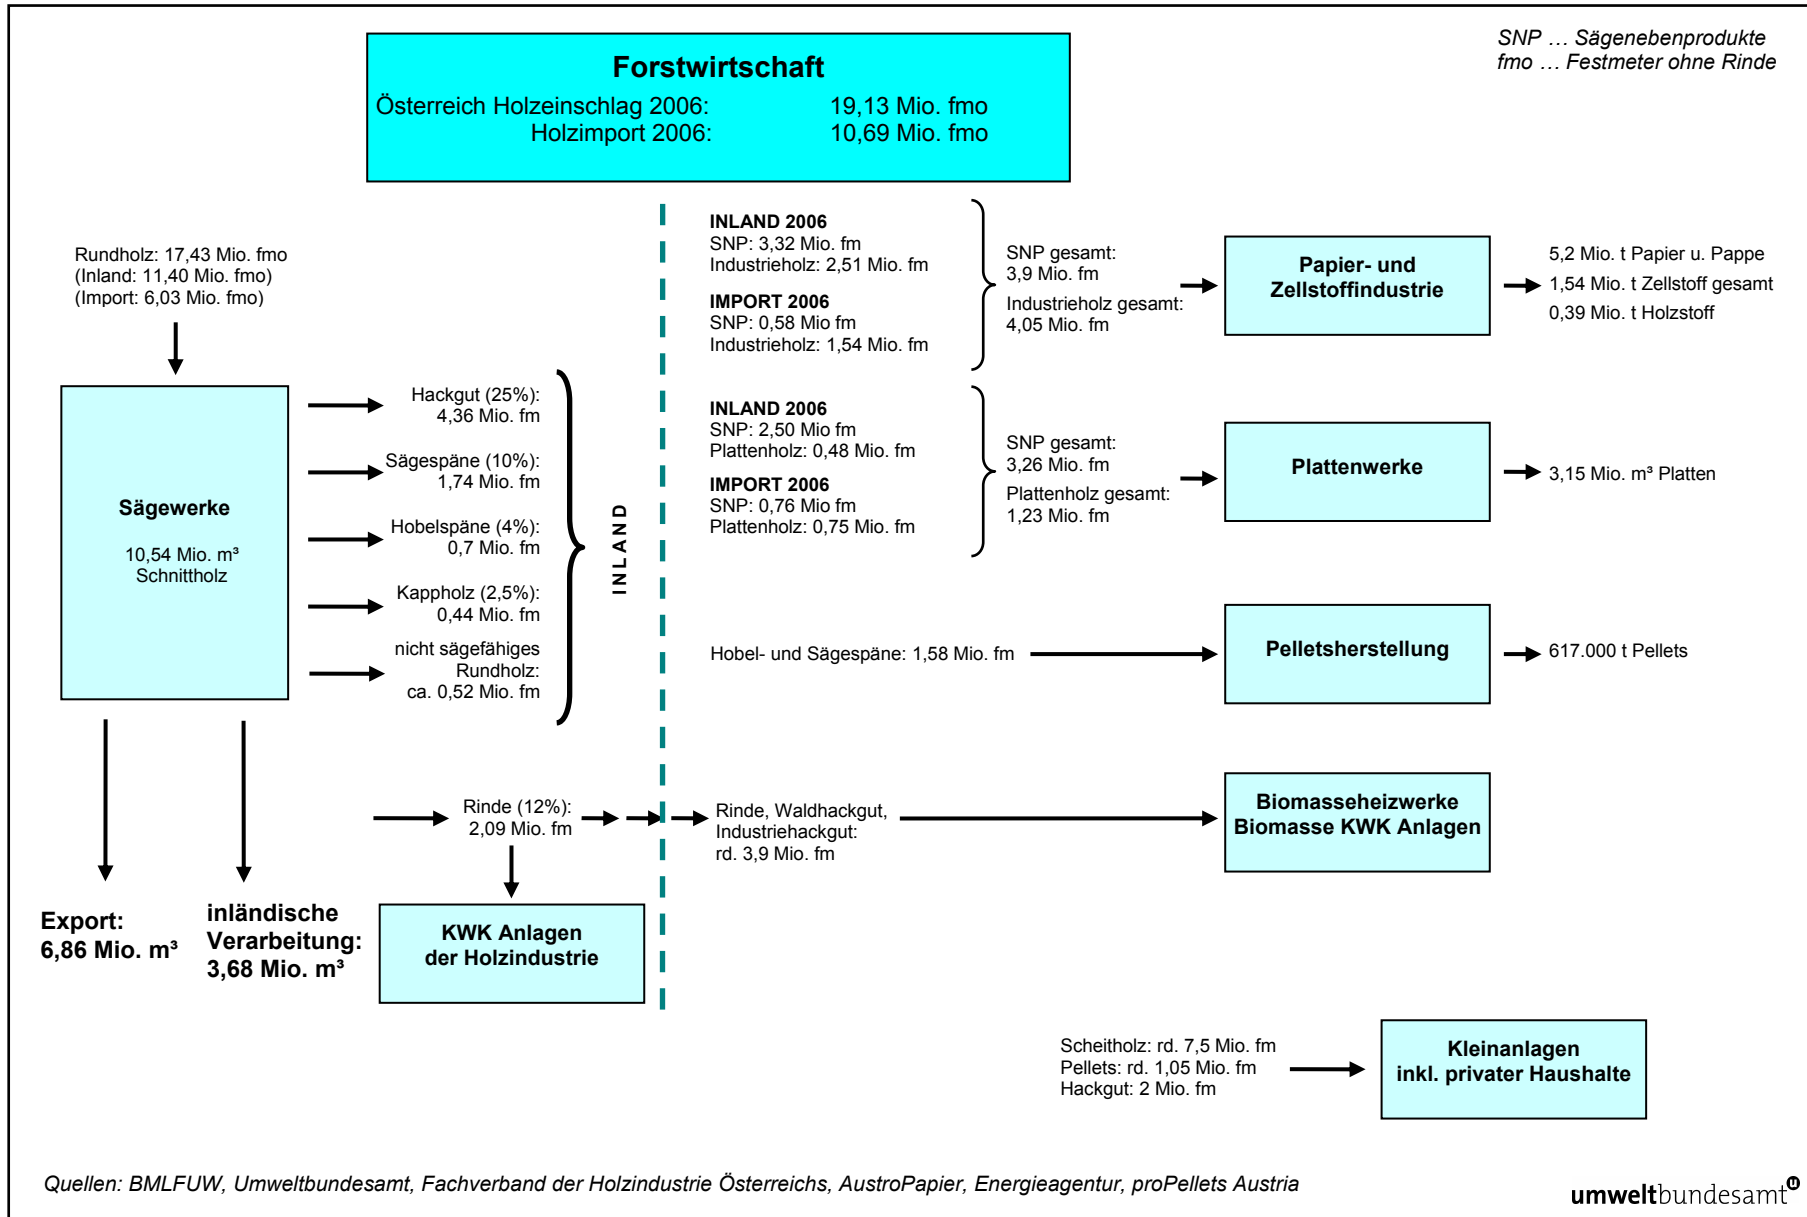 SNP … Sägenebenprodukte
fmo … Festmeter ohne Rinde
Forstwirtschaft
Österreich Holzeinschlag 2006: 19,13 Mio. fmo
Holzimport 2006: 10,69 Mio. fmo
Rundholz: 17,43 Mio. fmo
(Inland: 11,40 Mio. fmo)
(Import: 6,03 Mio. fmo)
Sägewerke
10,54 Mio. m³
Schnittholz
Hackgut (25%):
4,36 Mio. fm
Sägespäne (10%):
1,74 Mio. fm
Hobelspäne (4%):
0,7 Mio. fm
Kappholz (2,5%):
0,44 Mio. fm
nicht sägefähiges
Rundholz:
ca. 0,52 Mio. fm
INLAND
Export:
6,86 Mio. m³
inländische
Verarbeitung:
3,68 Mio. m³
Rinde (12%):
2,09 Mio. fm
KWK Anlagen
der Holzindustrie
INLAND 2006
SNP: 3,32 Mio. fm
Industrieholz: 2,51 Mio. fm
IMPORT 2006
SNP: 0,58 Mio fm
Industrieholz: 1,54 Mio. fm
SNP gesamt:
3,9 Mio. fm
Industrieholz gesamt:
4,05 Mio. fm
Papier- und
Zellstoffindustrie
5,2 Mio. t Papier u. Pappe
1,54 Mio. t Zellstoff gesamt
0,39 Mio. t Holzstoff
INLAND 2006
SNP: 2,50 Mio fm
Plattenholz: 0,48 Mio. fm
IMPORT 2006
SNP: 0,76 Mio fm
Plattenholz: 0,75 Mio. fm
SNP gesamt:
3,26 Mio. fm
Plattenholz gesamt:
1,23 Mio. fm
Plattenwerke
3,15 Mio. m³ Platten
Hobel- und Sägespäne: 1,58 Mio. fm
Pelletsherstellung
617.000 t Pellets
Rinde, Waldhackgut,
Industriehackgut:
rd. 3,9 Mio. fm
Biomasseheizwerke
Biomasse KWK Anlagen
Scheitholz: rd. 7,5 Mio. fm
Pellets: rd. 1,05 Mio. fm
Hackgut: 2 Mio. fm
Kleinanlagen
inkl. privater Haushalte
Quellen: BMLFUW, Umweltbundesamt, Fachverband der Holzindustrie Österreichs, AustroPapier, Energieagentur, proPellets Austria
umweltbundesamt u